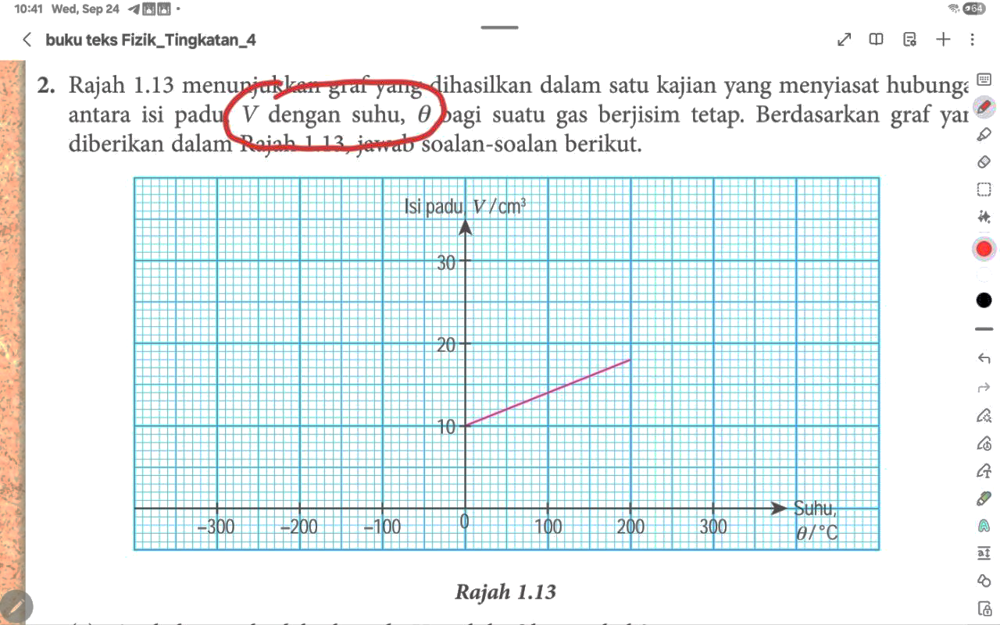 10:41 Wed, Sep 24
64
buku teks Fizik_Tingkatan_4
2. Rajah 1.13 menunjukkan graf yang dihasilkan dalam satu kajian yang menyiasat hubunga
antara isi padu V dengan suhu, θ bagi suatu gas berjisim tetap. Berdasarkan graf yan
diberikan dalam Rajah 1.13, jawab soalan-soalan berikut.
Isi padu, V/cm³
30
20
10
–300 –200 –100 0 100 200 300
Suhu,
θ/°C
Rajah 1.13